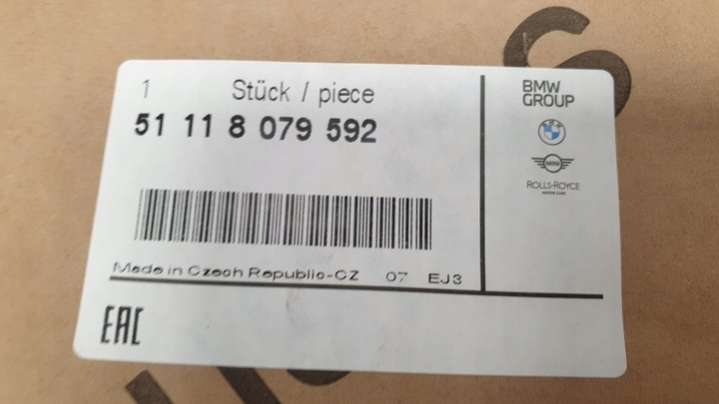 1 Stück / piece
51 11 8 079 592
Made in Czech Republic-CZ 07 EJ3
EAC
BMW
GROUP
MINI
ROLLS-ROYCE